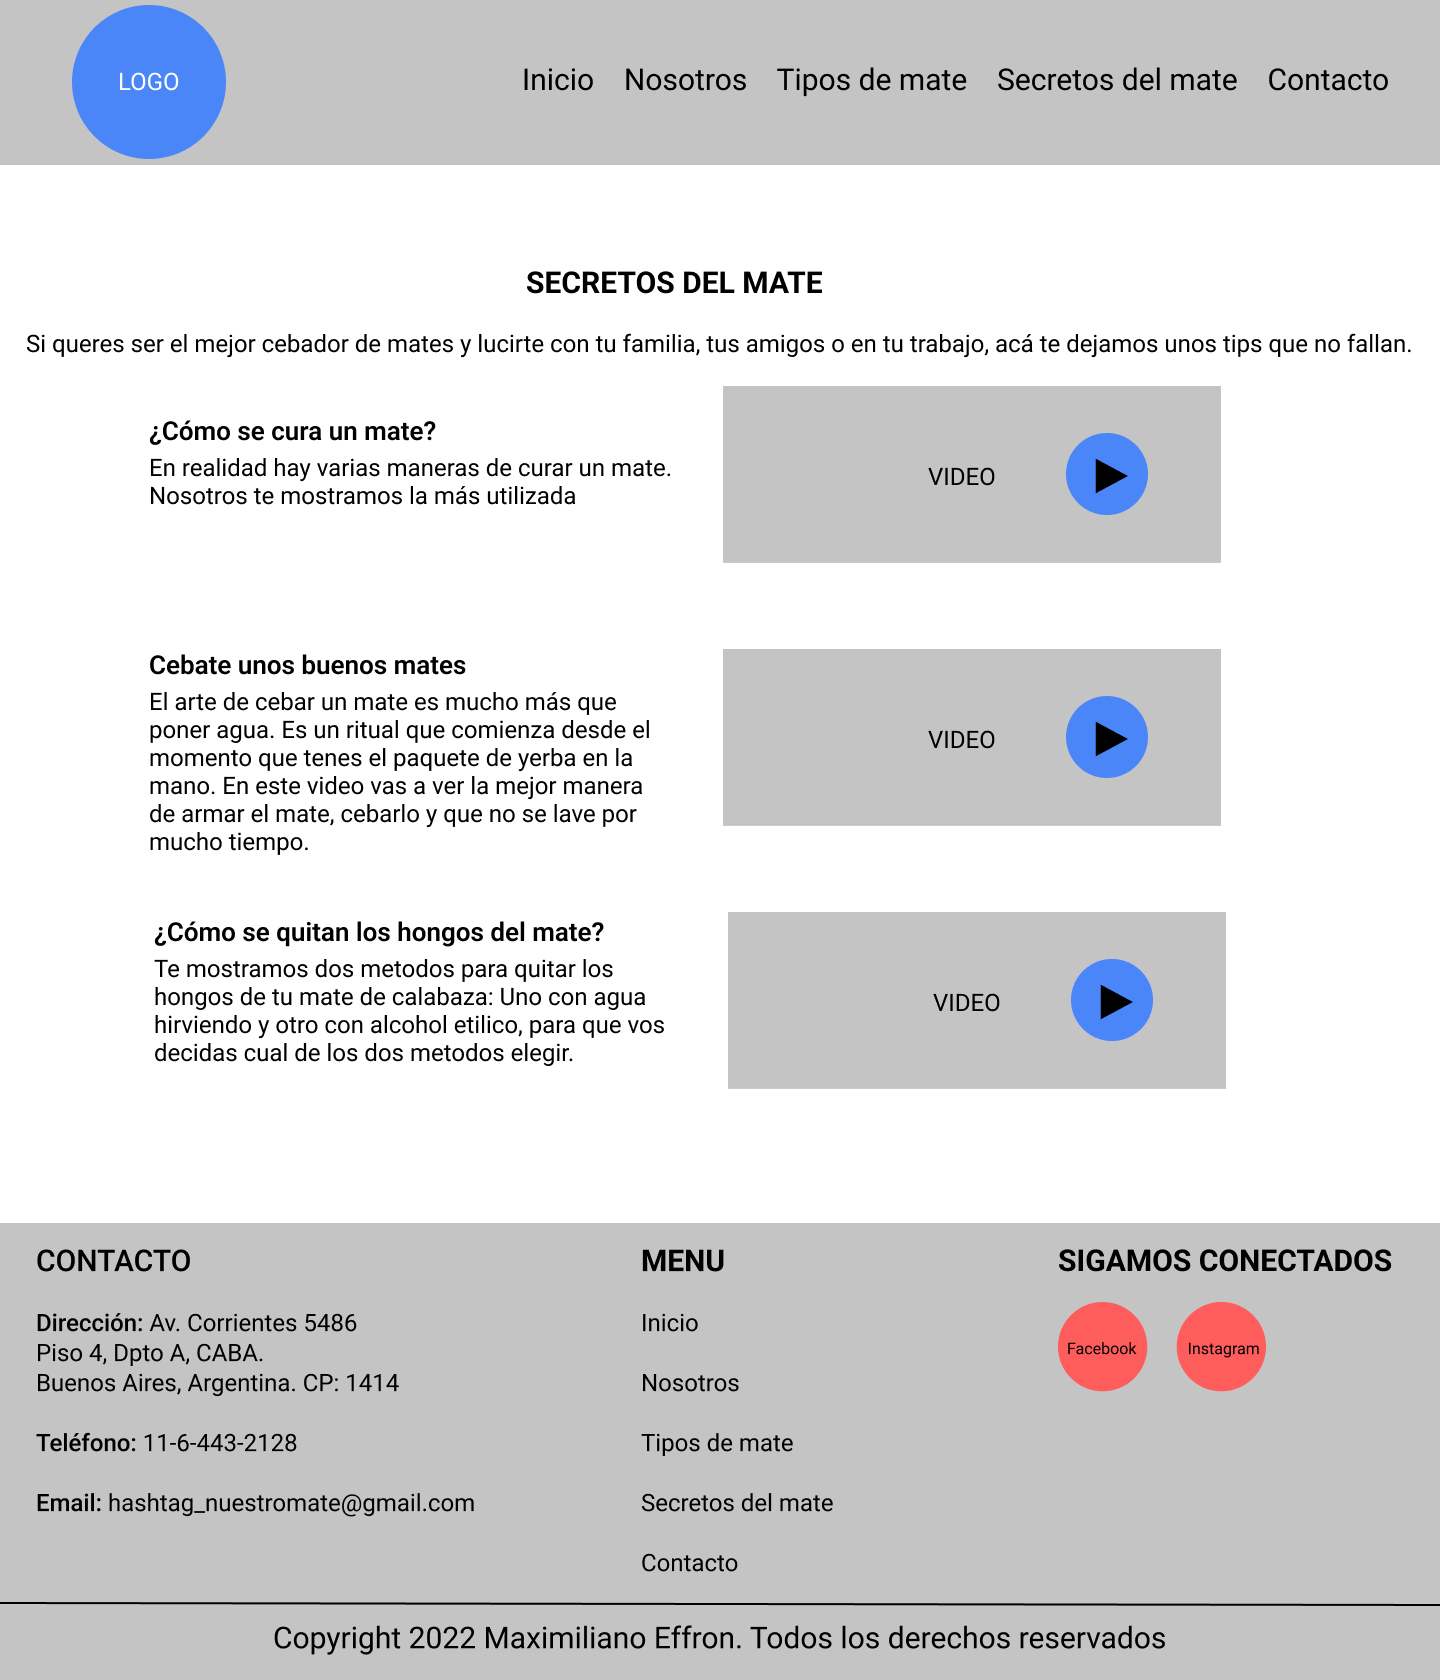 LOGO
Inicio Nosotros Tipos de mate Secretos del mate Contacto
SECRETOS DEL MATE
Si queres ser el mejor cebador de mates y lucirte con tu familia, tus amigos o en tu trabajo, acá te dejamos unos tips que no fallan.
¿Cómo se cura un mate?
En realidad hay varias maneras de curar un mate.
Nosotros te mostramos la más utilizada
VIDEO
Cebate unos buenos mates
El arte de cebar un mate es mucho más que
poner agua. Es un ritual que comienza desde el
momento que tenes el paquete de yerba en la
mano. En este video vas a ver la mejor manera
de armar el mate, cebarlo y que no se lave por
mucho tiempo.
VIDEO
¿Cómo se quitan los hongos del mate?
Te mostramos dos metodos para quitar los
hongos de tu mate de calabaza: Uno con agua
hirviendo y otro con alcohol etilico, para que vos
decidas cual de los dos metodos elegir.
VIDEO
CONTACTO
Dirección: Av. Corrientes 5486
Piso 4, Dpto A, CABA.
Buenos Aires, Argentina. CP: 1414
Teléfono: 11-6-443-2128
Email: hashtag_nuestromate@gmail.com
MENU
Inicio
Nosotros
Tipos de mate
Secretos del mate
Contacto
SIGAMOS CONECTADOS
Facebook Instagram
Copyright 2022 Maximiliano Effron. Todos los derechos reservados